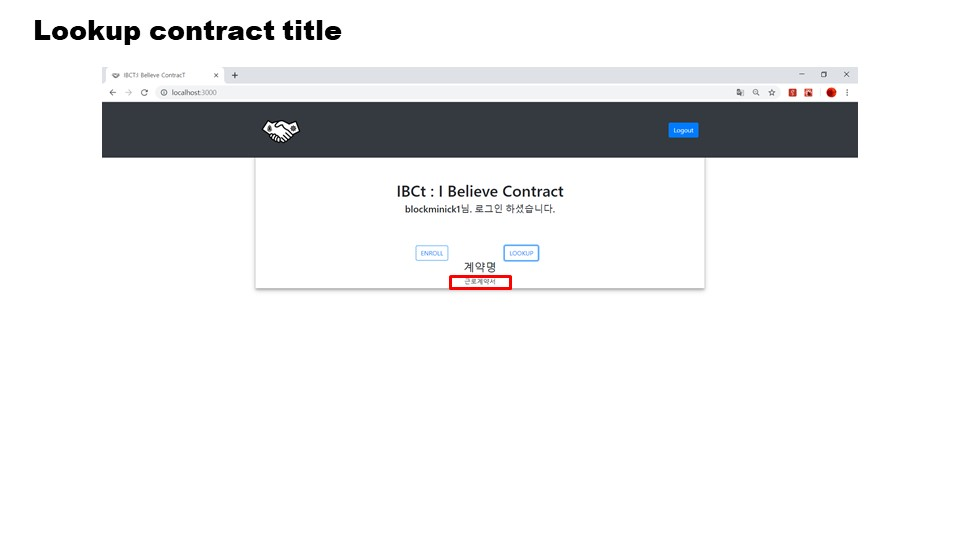 Lookup contract title
IBCT:I Believe ContracT
localhost:3000
Logout
IBCt : I Believe Contract
blockminick1님, 로그인 하셨습니다.
ENROLL
LOOKUP
계약명
근로계약서